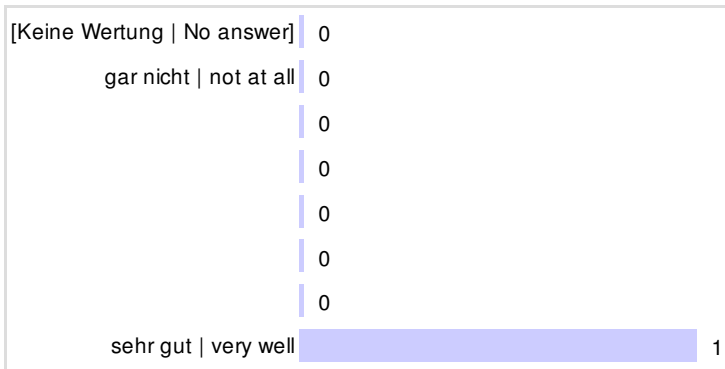 [Keine Wertung | No answer] 0
gar nicht | not at all 0
0
0
0
0
0
sehr gut | very well 1